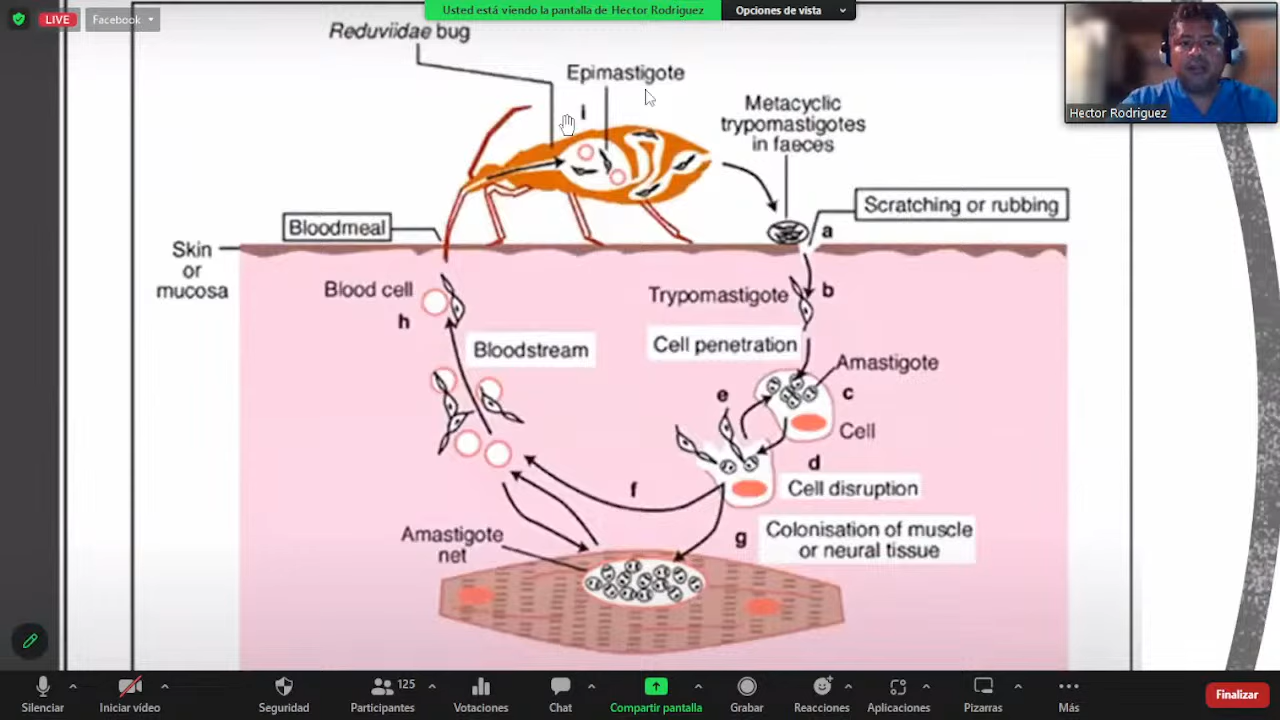 LIVE
Facebook
Usted está viendo la pantalla de Hector Rodriguez
Opciones de vista
Hector Rodriguez
Reduviidae bug
Epimastigote
i
Metacyclic
trypomastigotes
in faeces
Scratching or rubbing
a
Bloodmeal
Skin
or
mucosa
Blood cell
h
Trypomastigote
b
Bloodstream
Cell penetration
Amastigote
c
e
Cell
d
Cell disruption
f
Amastigote
net
g
Colonisation of muscle
or neural tissue
Silenciar
Iniciar vídeo
Seguridad
125
Participantes
Votaciones
Chat
Compartir pantalla
Grabar
Reacciones
Aplicaciones
Pizarras
Más
Finalizar